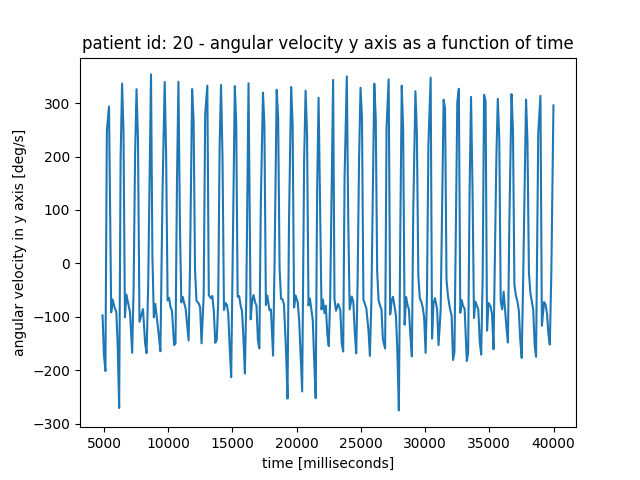 patient id: 20 - angular velocity y axis as a function of time
angular velocity in y axis [deg/s]
300
200
100
0
−100
−200
−300
5000 10000 15000 20000 25000 30000 35000 40000
time [milliseconds]